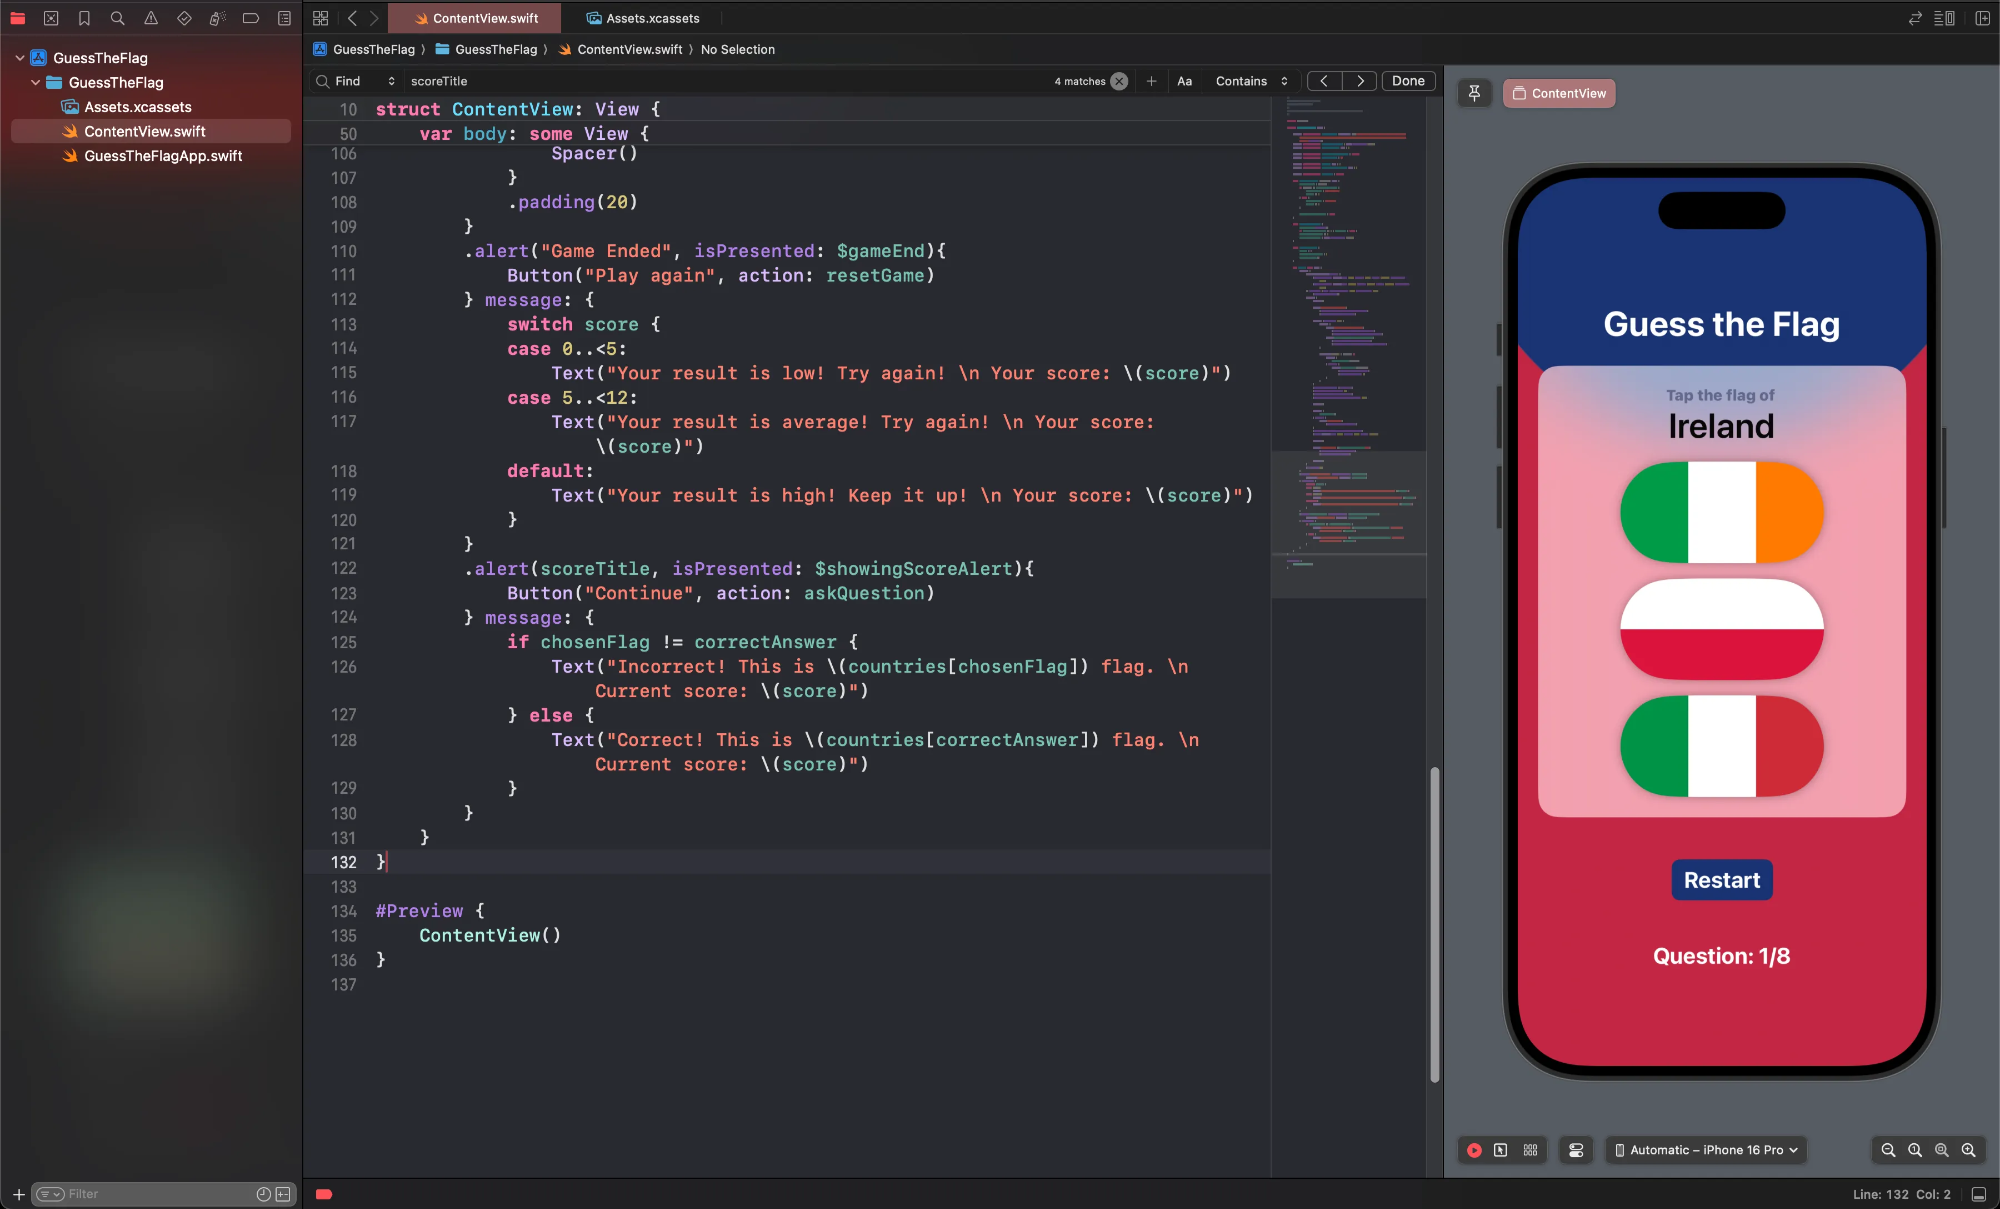 ContentView.swift
Assets.xcassets
GuessTheFlag
GuessTheFlag
Assets.xcassets
ContentView.swift
GuessTheFlagApp.swift
GuessTheFlag 〉 GuessTheFlag 〉 ContentView.swift 〉 No Selection
Find scoreTitle 4 matches Aa Contains Done
10 struct ContentView: View {
50 var body: some View {
106 Spacer()
107 }
108 .padding(20)
109 }
110 .alert("Game Ended", isPresented: $gameEnd){
111 Button("Play again", action: resetGame)
112 } message: {
113 switch score {
114 case 0..<5:
115 Text("Your result is low! Try again! \n Your score: \(score)")
116 case 5..<12:
117 Text("Your result is average! Try again! \n Your score:
\(score)")
118 default:
119 Text("Your result is high! Keep it up! \n Your score: \(score)")
120 }
121 }
122 .alert(scoreTitle, isPresented: $showingScoreAlert){
123 Button("Continue", action: askQuestion)
124 } message: {
125 if chosenFlag != correctAnswer {
126 Text("Incorrect! This is \(countries[chosenFlag]) flag. \n
Current score: \(score)")
127 } else {
128 Text("Correct! This is \(countries[correctAnswer]) flag. \n
Current score: \(score)")
129 }
130 }
131 }
132 }
133
134 #Preview {
135 ContentView()
136 }
137
ContentView
Guess the Flag
Tap the flag of
Ireland
Restart
Question: 1/8
Automatic – iPhone 16 Pro
Filter
Line: 132 Col: 2